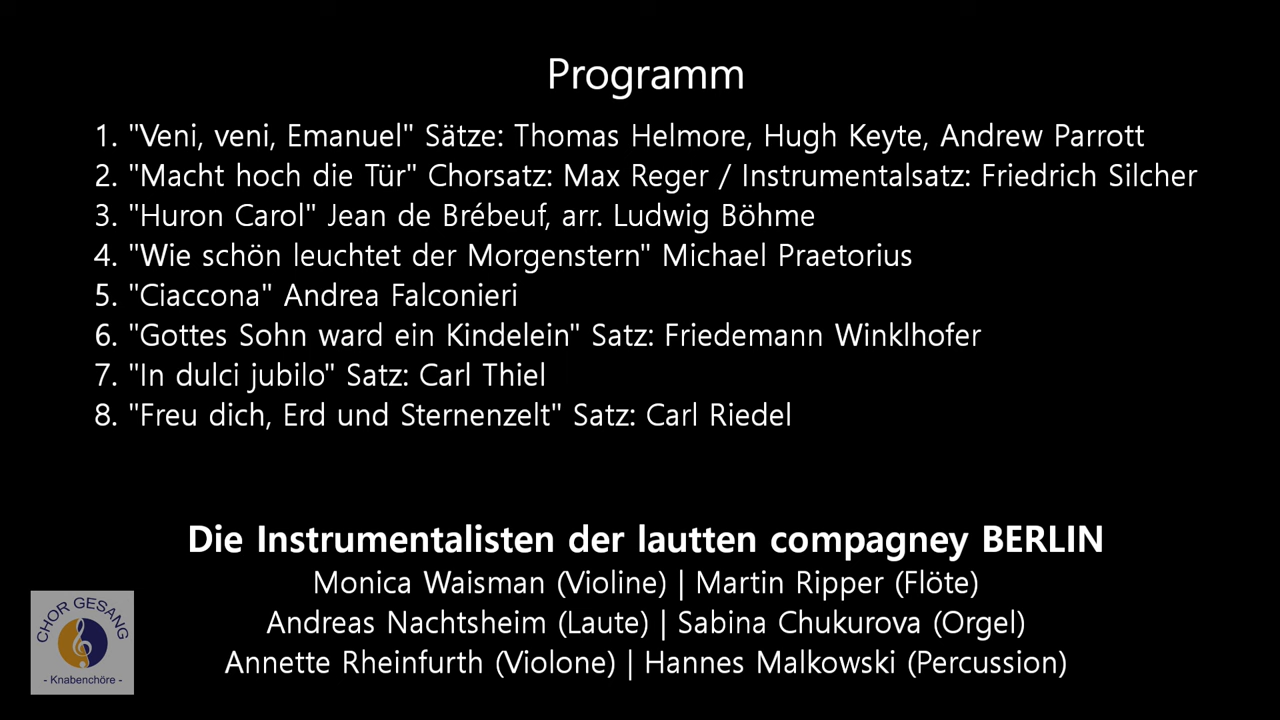 Programm
1. "Veni, veni, Emanuel" Sätze: Thomas Helmore, Hugh Keyte, Andrew Parrott
2. "Macht hoch die Tür" Chorsatz: Max Reger / Instrumentalsatz: Friedrich Silcher
3. "Huron Carol" Jean de Brébeuf, arr. Ludwig Böhme
4. "Wie schön leuchtet der Morgenstern" Michael Praetorius
5. "Ciaccona" Andrea Falconieri
6. "Gottes Sohn ward ein Kindelein" Satz: Friedemann Winklhofer
7. "In dulci jubilo" Satz: Carl Thiel
8. "Freu dich, Erd und Sternenzelt" Satz: Carl Riedel
Die Instrumentalisten der lautten compagney BERLIN
Monica Waisman (Violine) | Martin Ripper (Flöte)
Andreas Nachtsheim (Laute) | Sabina Chukurova (Orgel)
Annette Rheinfurth (Violone) | Hannes Malkowski (Percussion)
CHOR GESANG
- Knabenchöre -